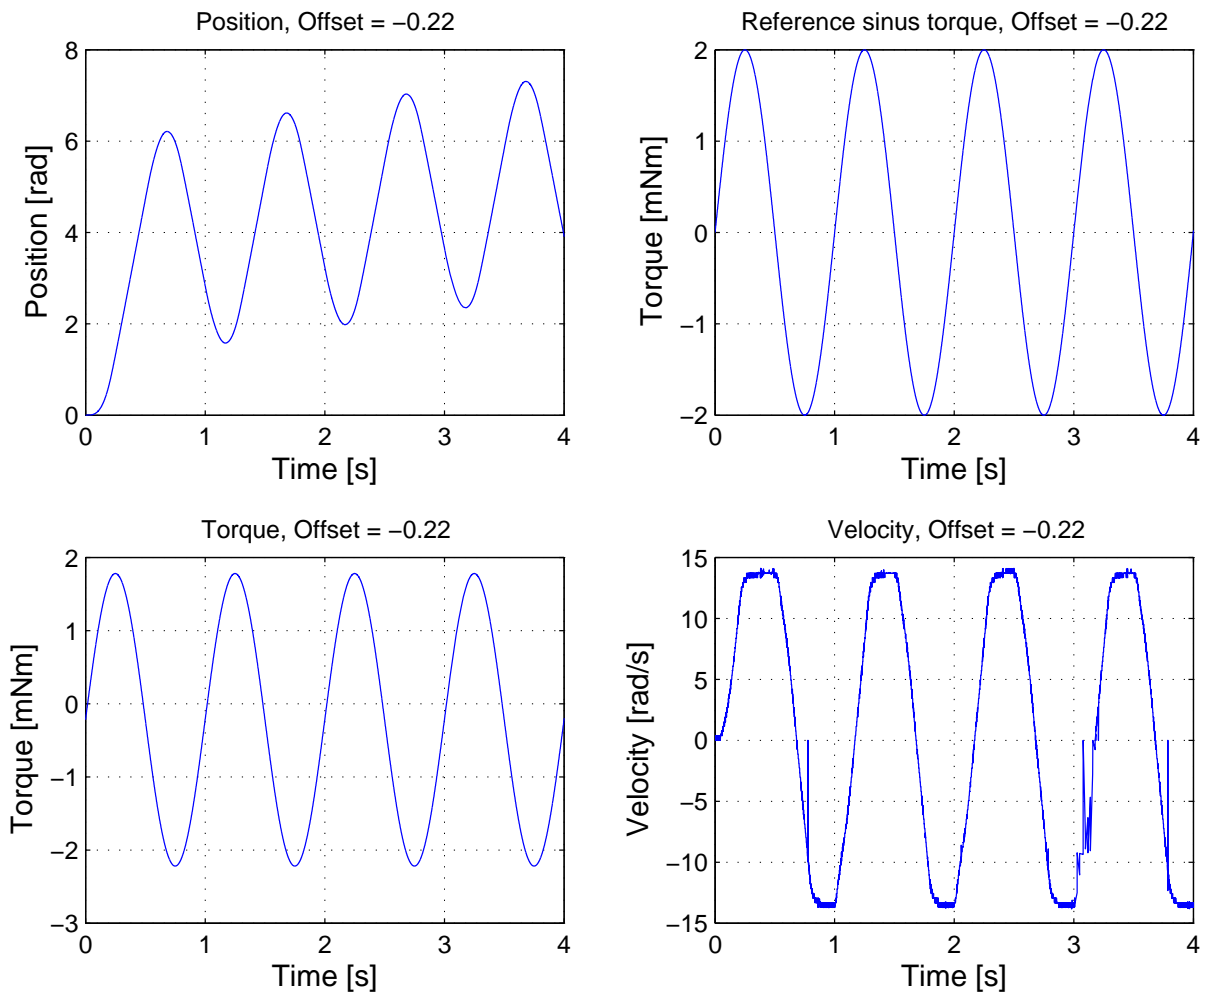 Position, Offset = −0.22
8
6
4
2
0
0 1 2 3 4
Position [rad]
Time [s]
Reference sinus torque, Offset = −0.22
2
1
0
−1
−2
0 1 2 3 4
Torque [mNm]
Time [s]
Torque, Offset = −0.22
2
1
0
−1
−2
−3
0 1 2 3 4
Torque [mNm]
Time [s]
Velocity, Offset = −0.22
15
10
5
0
−5
−10
−15
0 1 2 3 4
Velocity [rad/s]
Time [s]